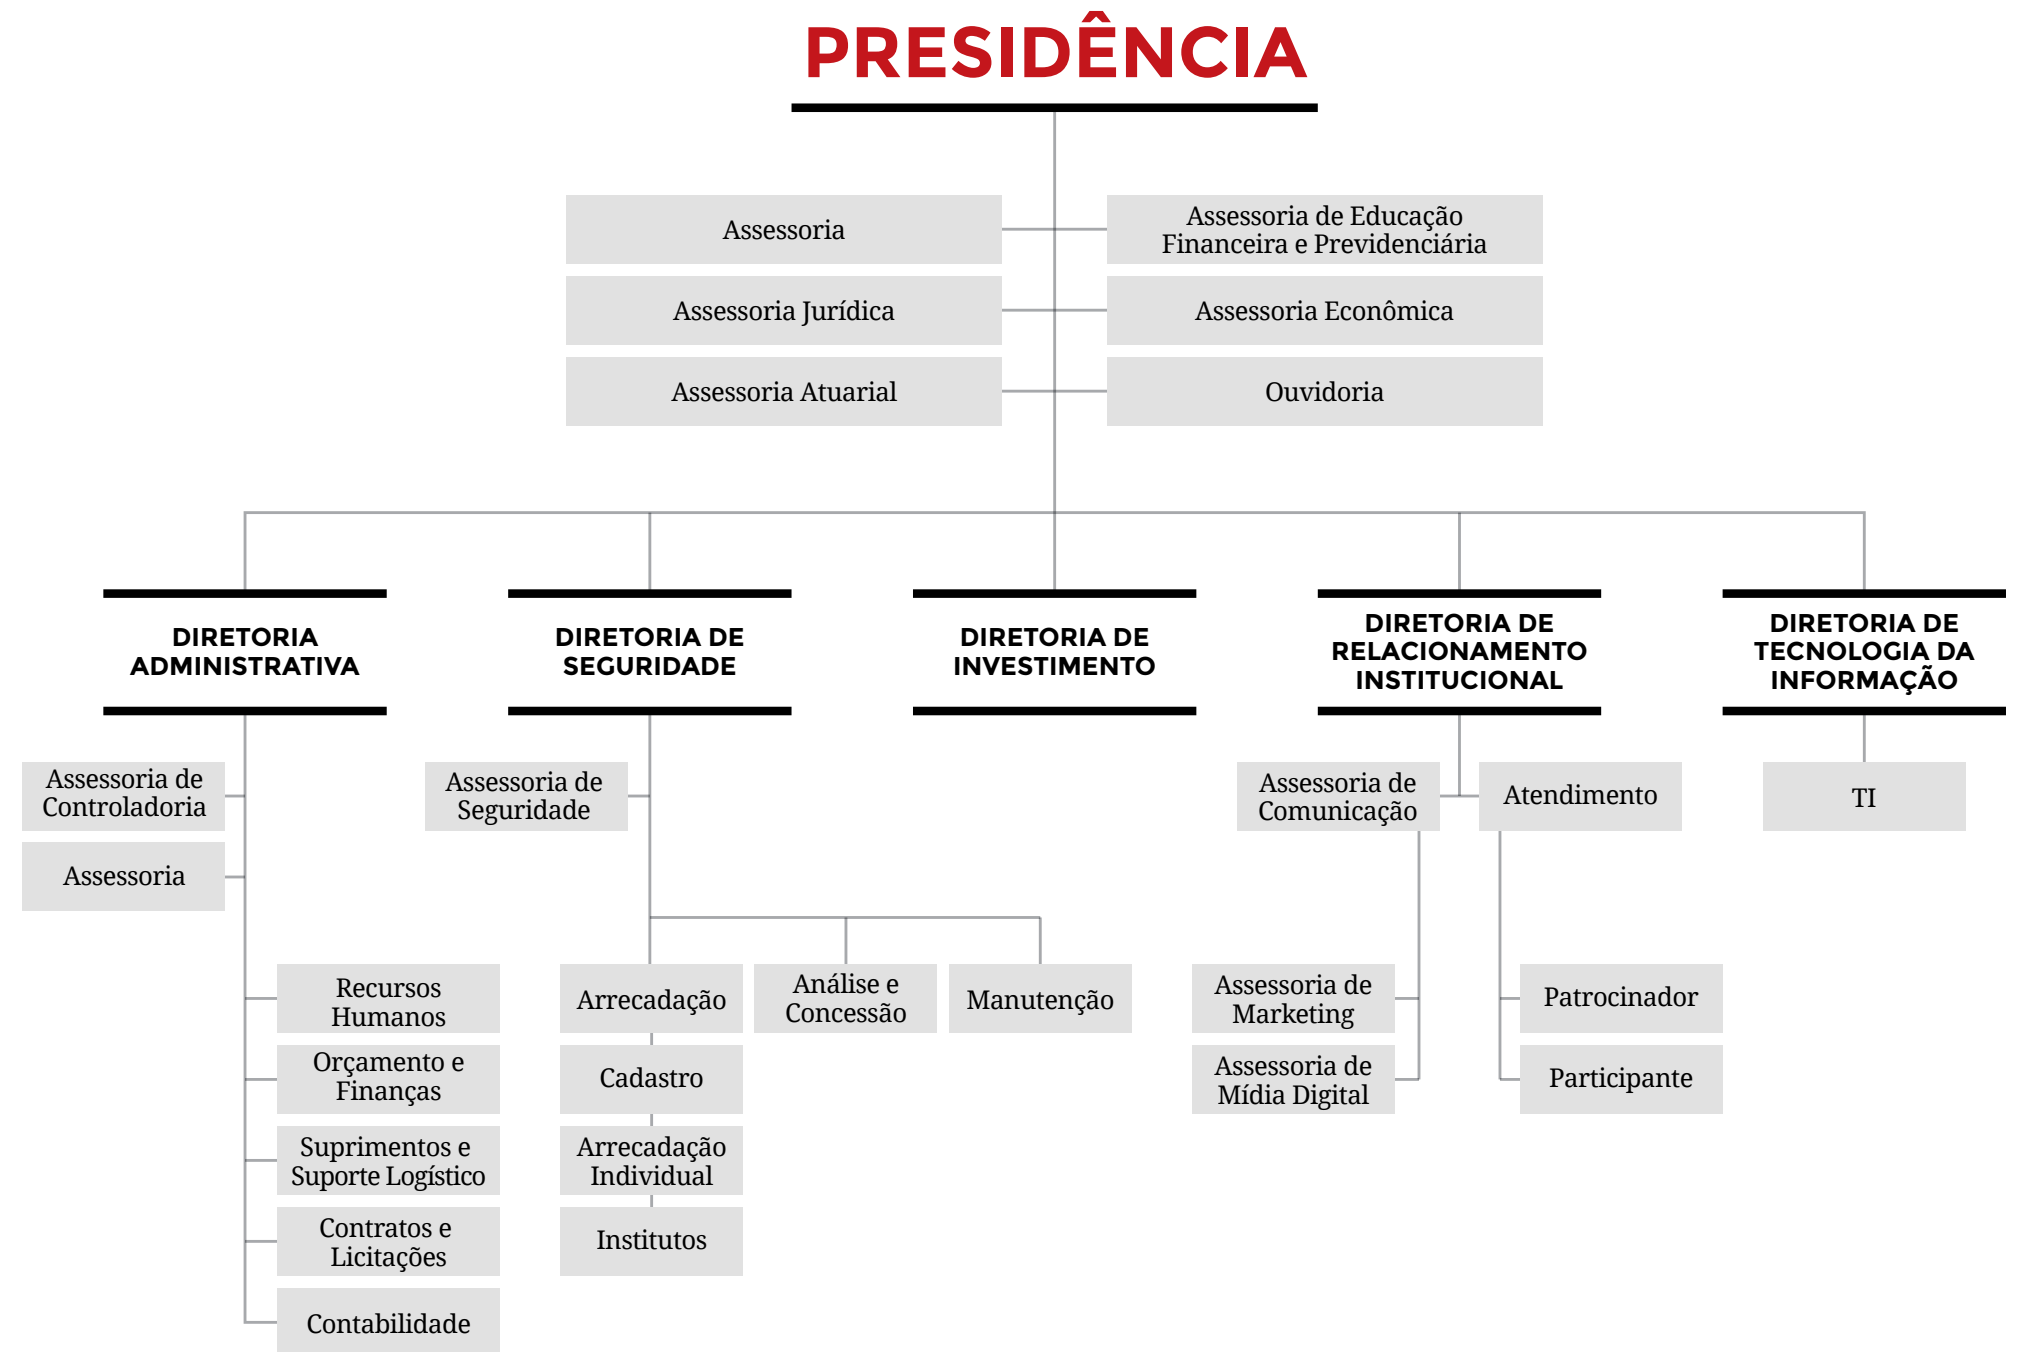 PRESIDÊNCIA
Assessoria
Assessoria de Educação
Financeira e Previdenciária
Assessoria Jurídica
Assessoria Econômica
Assessoria Atuarial
Ouvidoria
DIRETORIA
ADMINISTRATIVA
DIRETORIA DE
SEGURIDADE
DIRETORIA DE
INVESTIMENTO
DIRETORIA DE
RELACIONAMENTO
INSTITUCIONAL
DIRETORIA DE
TECNOLOGIA DA
INFORMAÇÃO
Assessoria de
Controladoria
Assessoria
Recursos
Humanos
Orçamento e
Finanças
Suprimentos e
Suporte Logístico
Contratos e
Licitações
Contabilidade
Assessoria de
Seguridade
Arrecadação
Análise e
Concessão
Manutenção
Cadastro
Arrecadação
Individual
Institutos
Assessoria de
Comunicação
Atendimento
Assessoria de
Marketing
Assessoria de
Mídia Digital
Patrocinador
Participante
TI